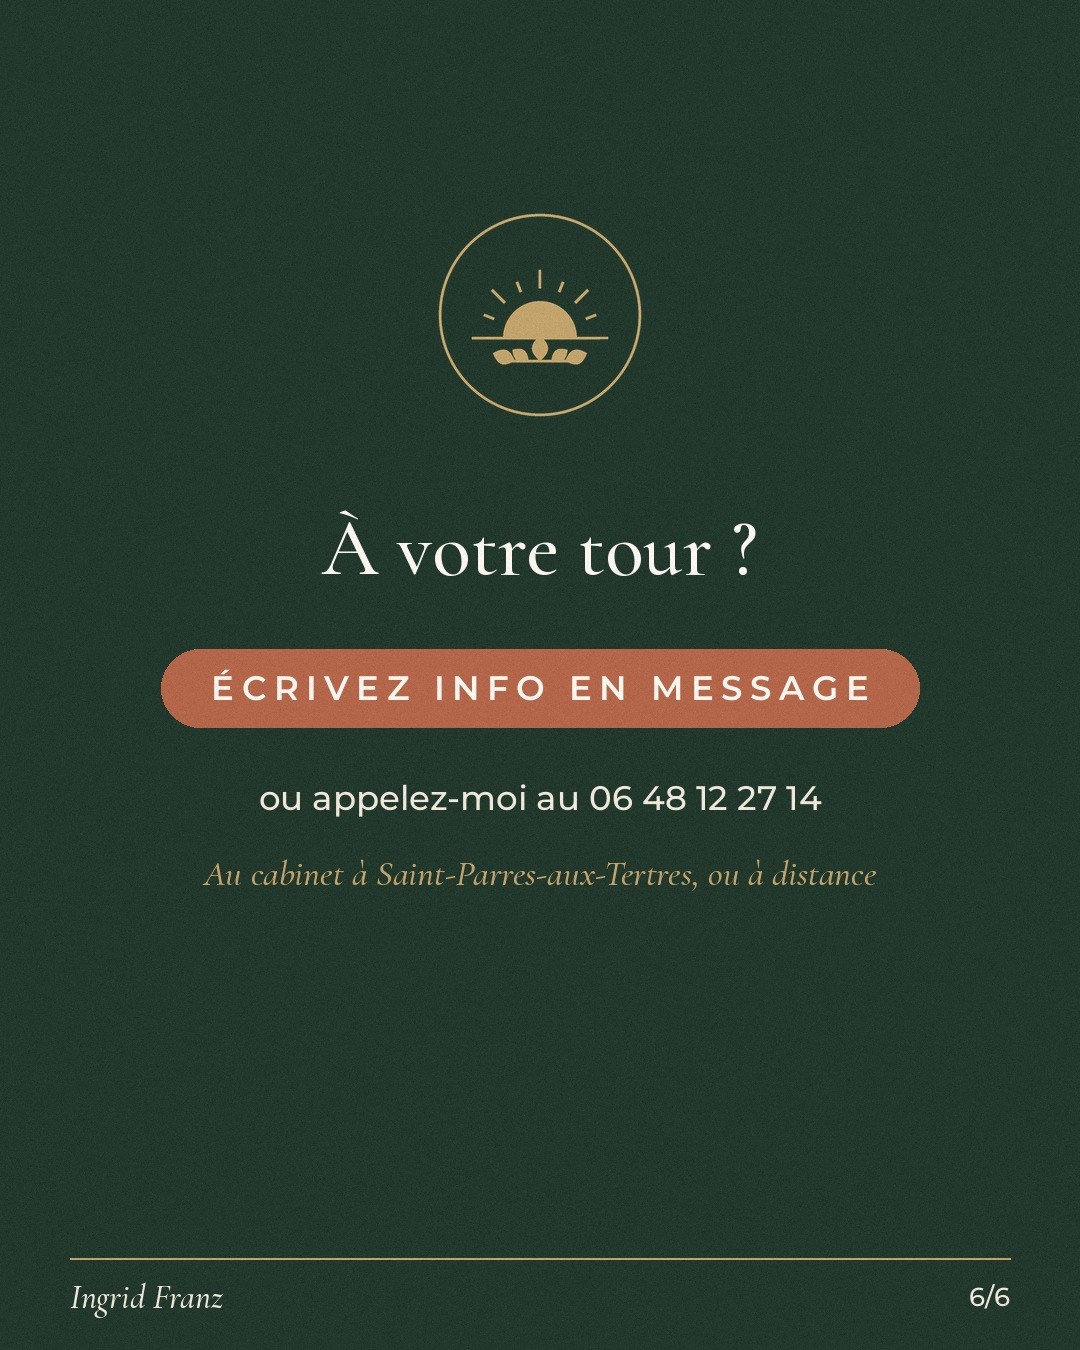 À votre tour ?
ÉCRIVEZ INFO EN MESSAGE
ou appelez-moi au 06 48 12 27 14
Au cabinet à Saint-Parres-aux-Tertres, ou à distance
Ingrid Franz
6/6